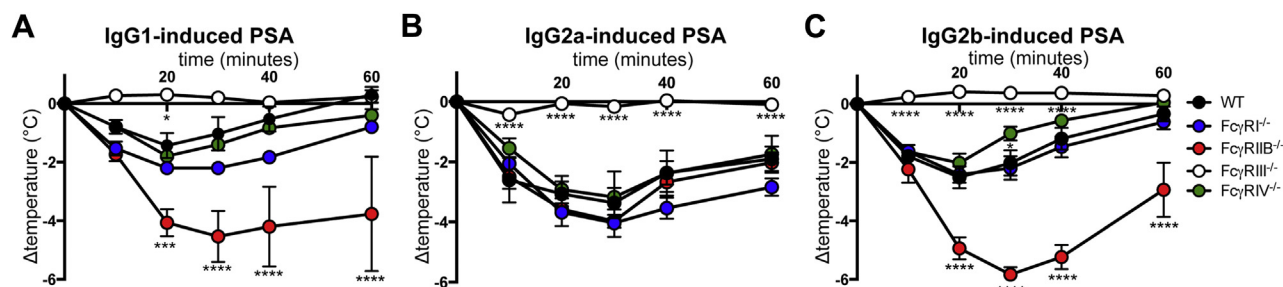 A
IgG1-induced PSA
time (minutes)
20 40 60
0
-2
-4
-6
Δtemperature (°C)
*
***
****
****
****
B
IgG2a-induced PSA
time (minutes)
20 40 60
0
-2
-4
-6
Δtemperature (°C)
****
****
****
****
****
C
IgG2b-induced PSA
time (minutes)
20 40 60
0
-2
-4
-6
Δtemperature (°C)
****
****
****
****
*
****
****
****
****
WT
FcγRI-/-
FcγRIIB-/-
FcγRIII-/-
FcγRIV-/-